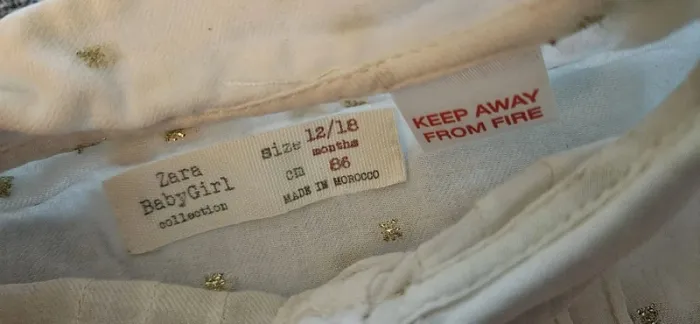 Zara
BabyGirl
collection
size 12/18
months
cm 86
MADE IN MOROCCO
KEEP AWAY
FROM FIRE